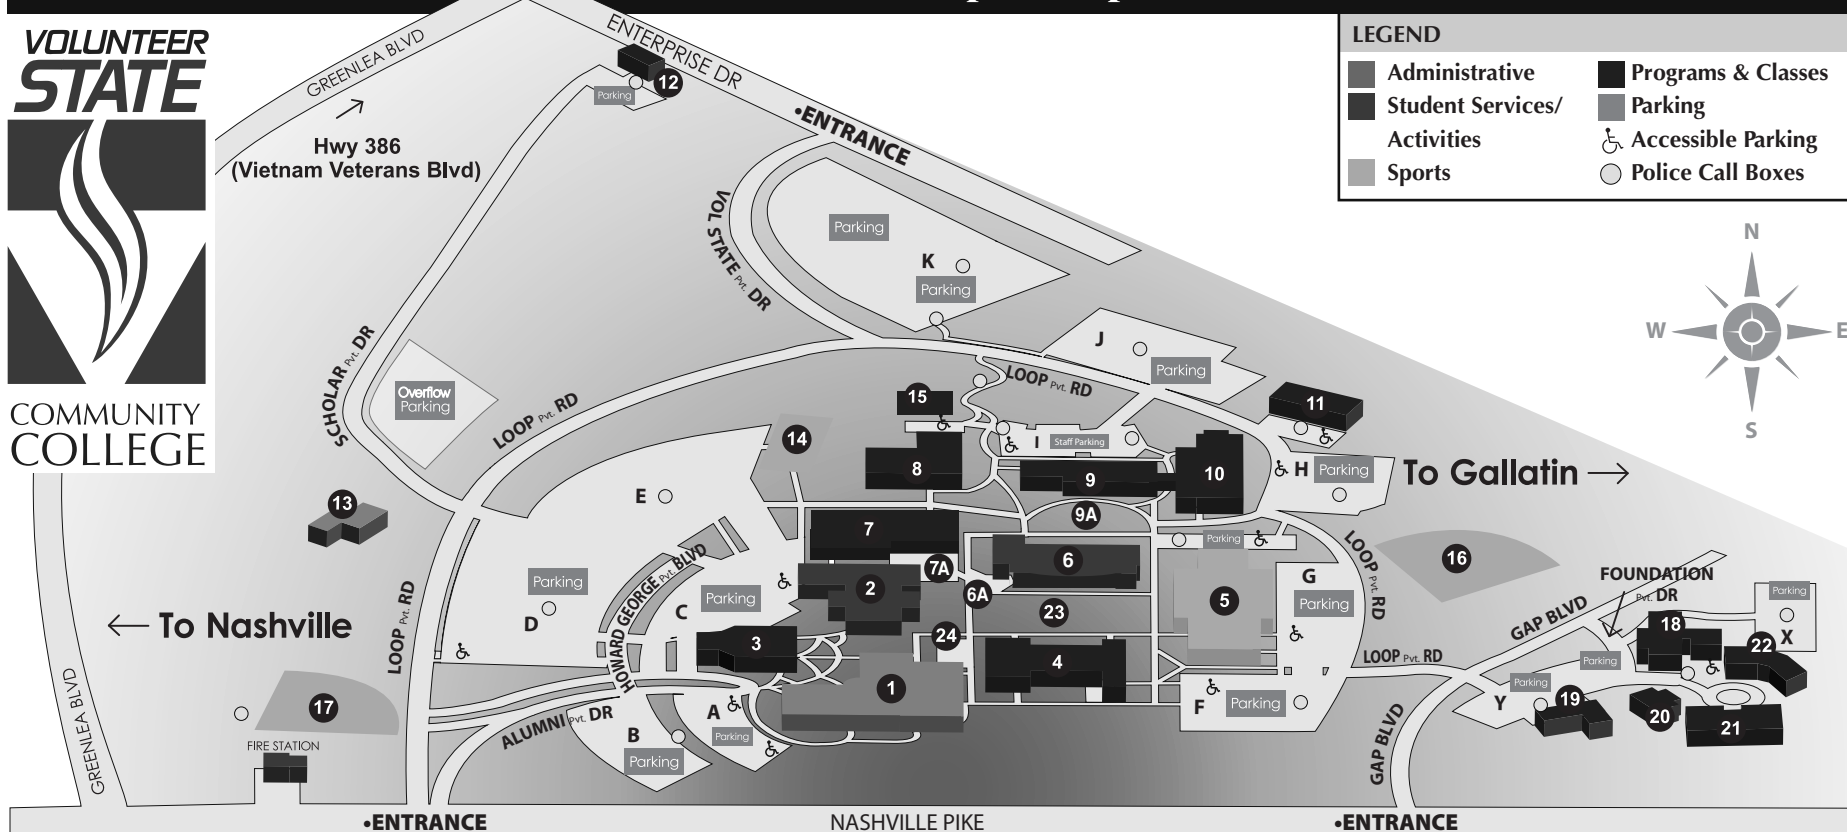 VOLUNTEER
STATE
COMMUNITY
COLLEGE
LEGEND
Administrative
Student Services/
Activities
Sports
Programs & Classes
Parking
Accessible Parking
Police Call Boxes
N
W
E
S
GREENLEA BLVD
ENTERPRISE DR
Hwy 386
(Vietnam Veterans Blvd)
12
Parking
•ENTRANCE
VOL STATE Pvt. DR
Parking
K
Parking
J
Parking
SCHOLAR Pvt. DR
Overflow
Parking
LOOP Pvt. RD
LOOP Pvt. RD
15
11
14
I
Staff Parking
8
9
10
H
Parking
To Gallatin
E
13
9A
7
Parking
LOOP Pvt. RD
16
HOWARD GEORGE Pvt. BLVD
7A
6
G
Parking
FOUNDATION
Pvt. DR
Parking
X
Parking
D
C
Parking
2
6A
23
5
GAP BLVD
To Nashville
LOOP Pvt. RD
3
24
4
LOOP Pvt. RD
18
22
Parking
1
17
A
Parking
B
Parking
F
Parking
Parking
Y
19
20
21
ALUMNI Pvt. DR
GREENLEA BLVD
FIRE STATION
GAP BLVD
•ENTRANCE
NASHVILLE PIKE
•ENTRANCE